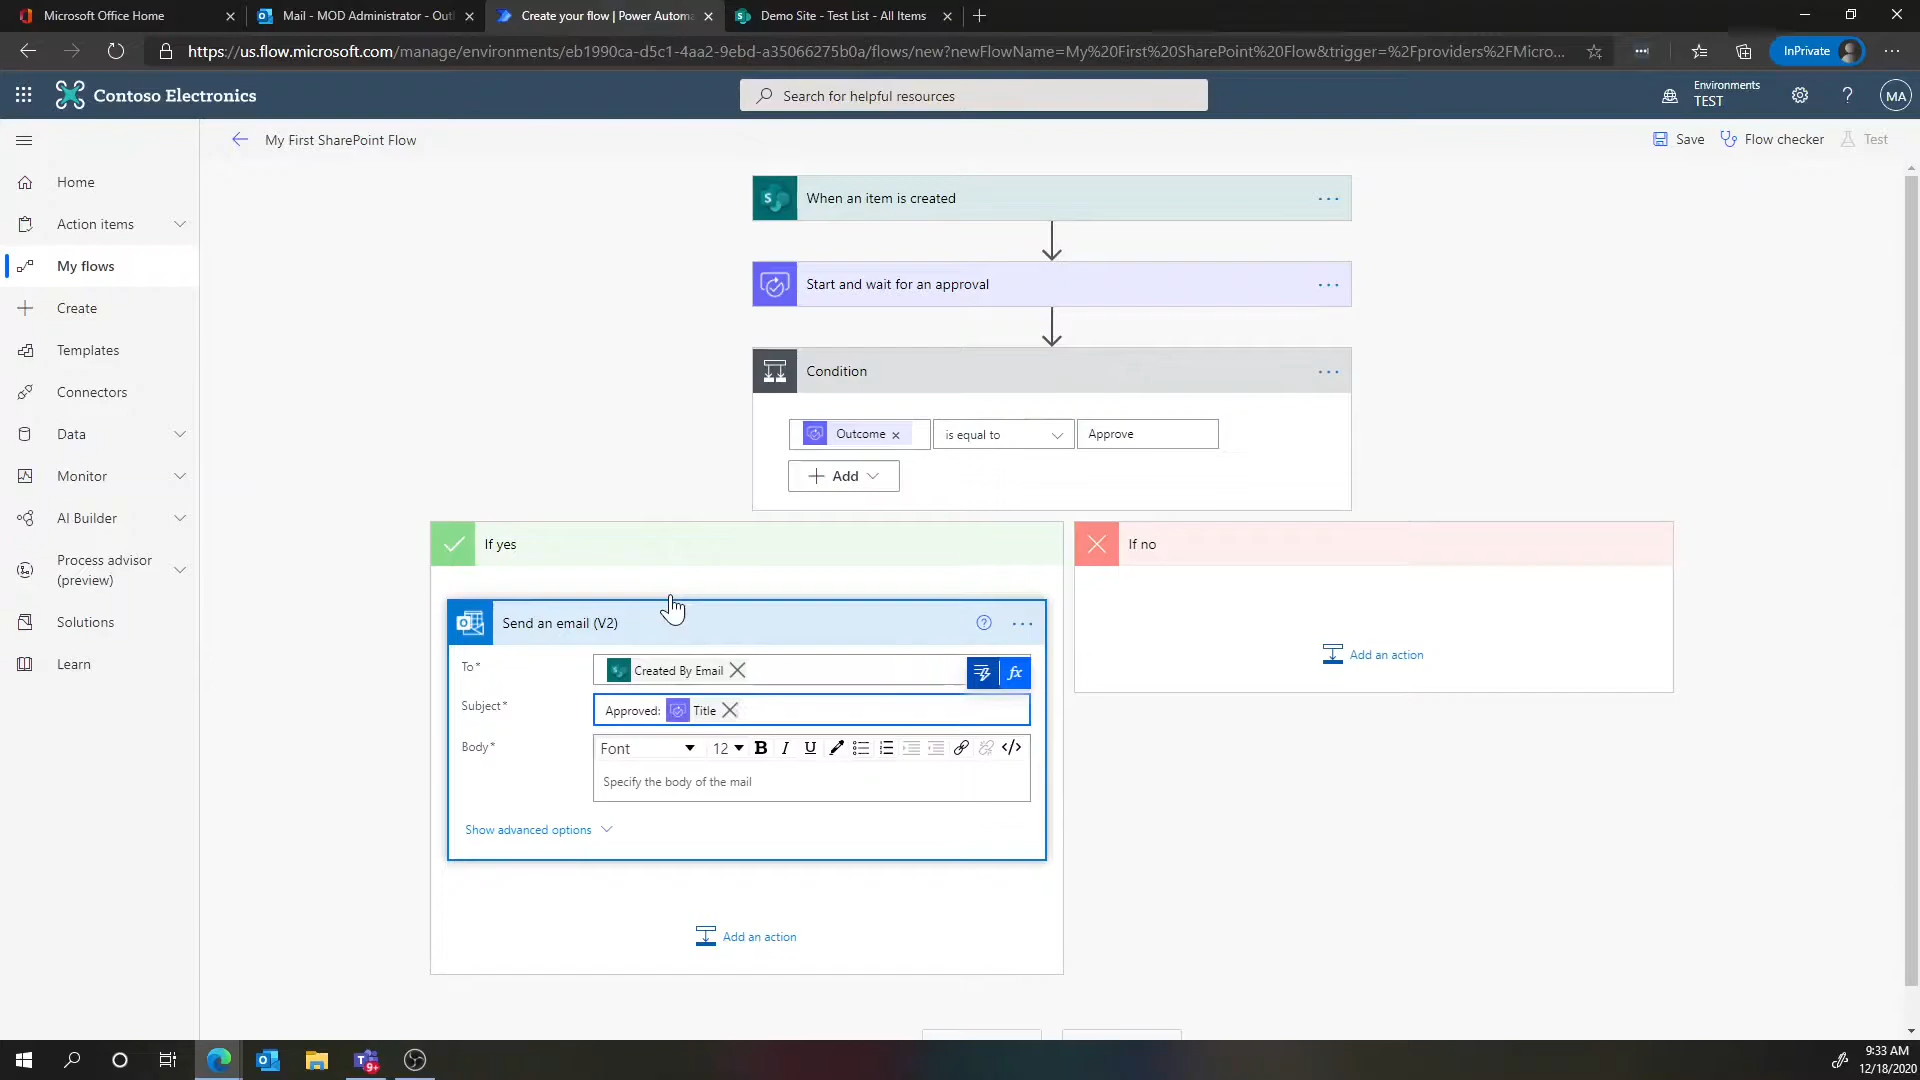 Microsoft Office Home
Mail - MOD Administrator - Outl
Create your flow | Power Automa
Demo Site - Test List - All Items
https://us.flow.microsoft.com/manage/environments/eb1990ca-d5c1-4aa2-9ebd-a35066275b0a/flows/new?newFlowName=My%20First%20SharePoint%20Flow&trigger=%2Fproviders%2FMicro...
InPrivate
Contoso Electronics
Search for helpful resources
Environments
TEST
?
MA
My First SharePoint Flow
Save
Flow checker
Test
Home
Action items
My flows
Create
Templates
Connectors
Data
Monitor
AI Builder
Process advisor
(preview)
Solutions
Learn
S
When an item is created
Start and wait for an approval
Condition
Outcome
is equal to
Approve
Add
If yes
If no
Send an email (V2)
?
To*
Created By Email
fx
Subject*
Approved: Title
Body*
Font
12
B I U
</>
Specify the body of the mail
Show advanced options
Add an action
Add an action
9+
9:33 AM
12/18/2020